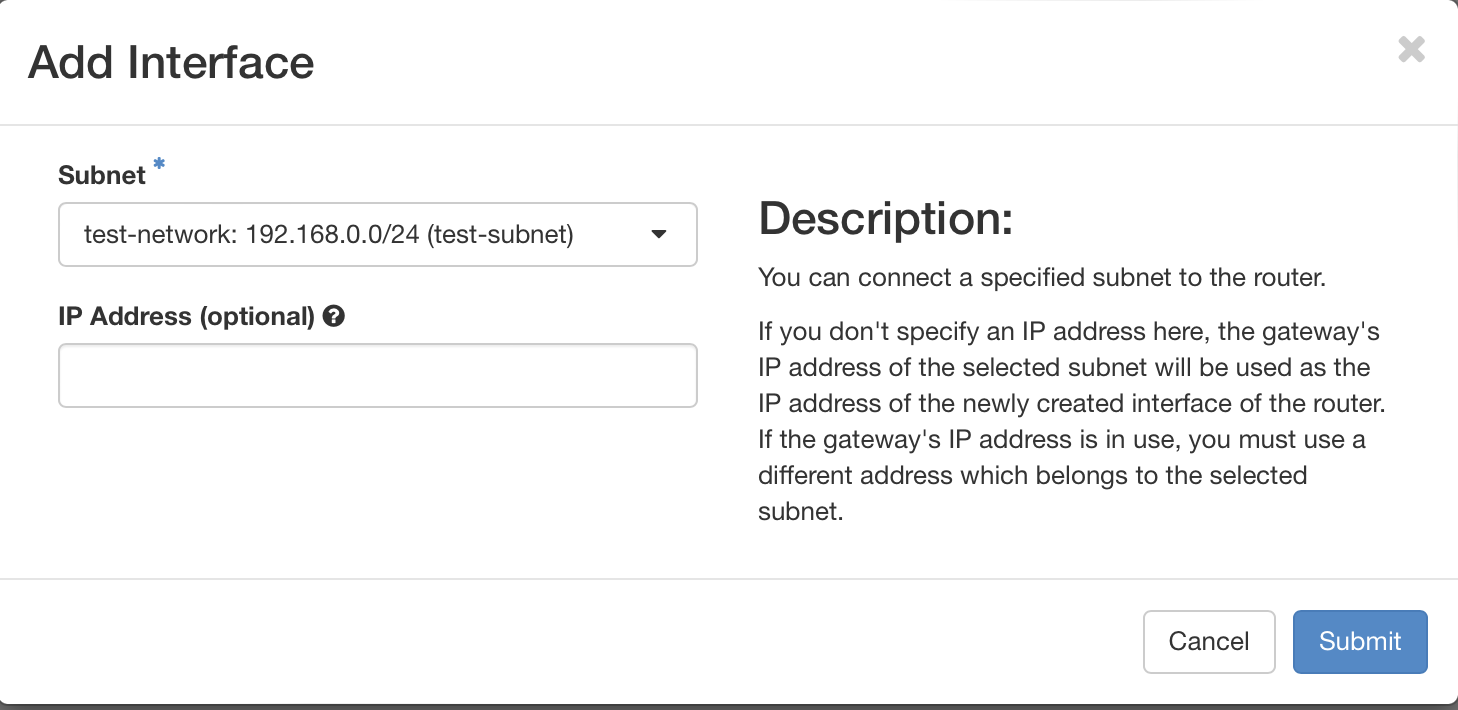 Add Interface
Subnet *
test-network: 192.168.0.0/24 (test-subnet)
IP Address (optional) ?
Description:
You can connect a specified subnet to the router.
If you don't specify an IP address here, the gateway's
IP address of the selected subnet will be used as the
IP address of the newly created interface of the router.
If the gateway's IP address is in use, you must use a
different address which belongs to the selected
subnet.
Cancel
Submit